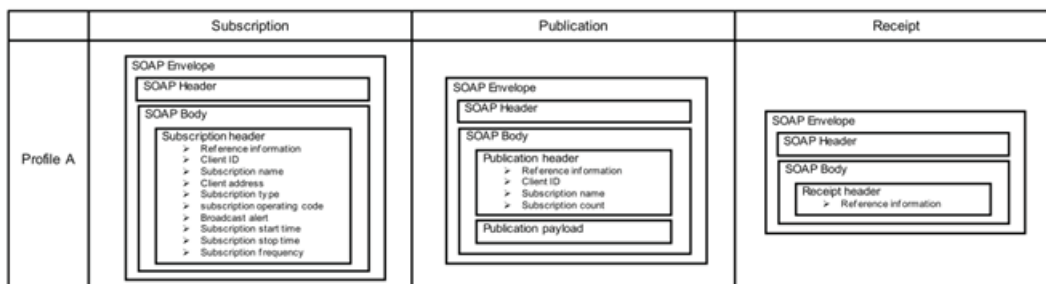 Subscription
Publication
Receipt
Profile A
SOAP Envelope
SOAP Header
SOAP Body
Subscription header
➢ Reference information
➢ Client ID
➢ Subscription name
➢ Client address
➢ Subscription type
➢ subscription operating code
➢ Broadcast alert
➢ Subscription start time
➢ Subscription stop time
➢ Subscription frequency
SOAP Envelope
SOAP Header
SOAP Body
Publication header
➢ Reference information
➢ Client ID
➢ Subscription name
➢ Subscription count
Publication payload
SOAP Envelope
SOAP Header
SOAP Body
Receipt header
➢ Reference information